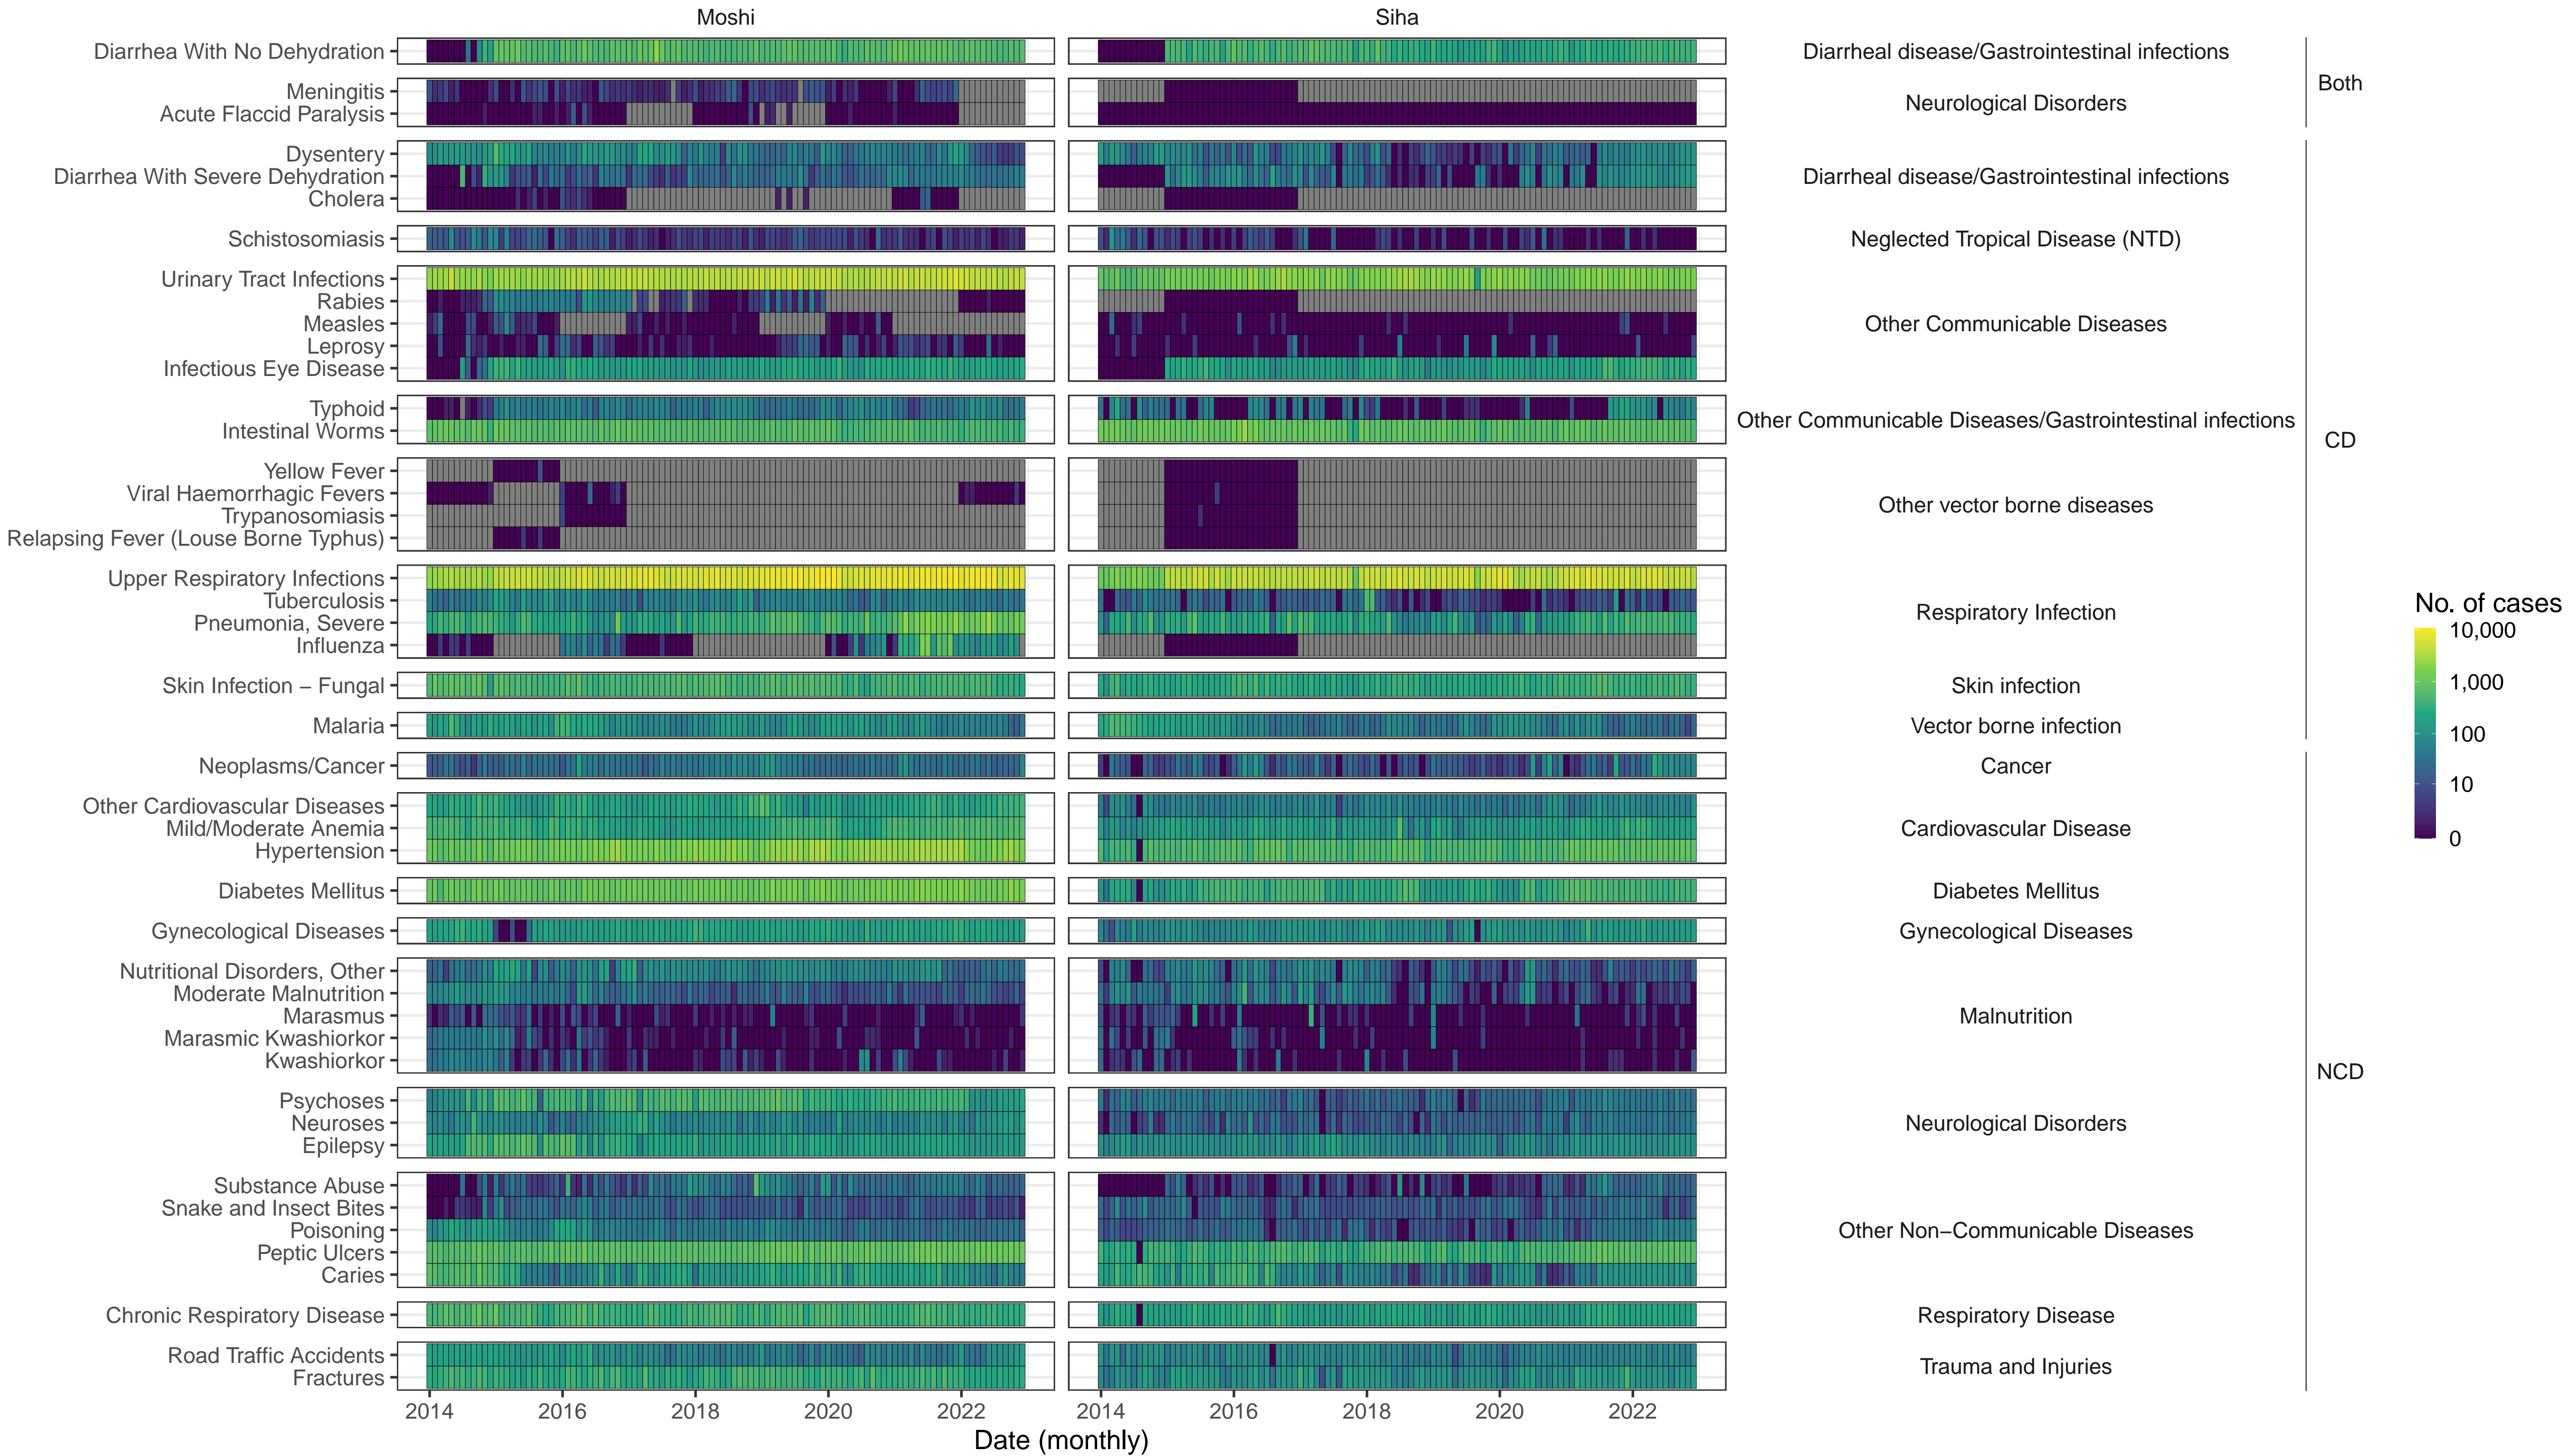 Moshi
Siha
Diarrhea With No Dehydration
Diarrheal disease/Gastrointestinal infections
Meningitis
Acute Flaccid Paralysis
Neurological Disorders
Both
Dysentery
Diarrhea With Severe Dehydration
Cholera
Diarrheal disease/Gastrointestinal infections
Schistosomiasis
Neglected Tropical Disease (NTD)
Urinary Tract Infections
Rabies
Measles
Leprosy
Infectious Eye Disease
Other Communicable Diseases
Typhoid
Intestinal Worms
Other Communicable Diseases/Gastrointestinal infections
CD
Yellow Fever
Viral Haemorrhagic Fevers
Trypanosomiasis
Relapsing Fever (Louse Borne Typhus)
Other vector borne diseases
Upper Respiratory Infections
Tuberculosis
Pneumonia, Severe
Influenza
Respiratory Infection
Skin Infection − Fungal
Skin infection
Malaria
Vector borne infection
Neoplasms/Cancer
Cancer
Other Cardiovascular Diseases
Mild/Moderate Anemia
Hypertension
Cardiovascular Disease
Diabetes Mellitus
Diabetes Mellitus
Gynecological Diseases
Gynecological Diseases
Nutritional Disorders, Other
Moderate Malnutrition
Marasmus
Marasmic Kwashiorkor
Kwashiorkor
Malnutrition
NCD
Psychoses
Neuroses
Epilepsy
Neurological Disorders
Substance Abuse
Snake and Insect Bites
Poisoning
Peptic Ulcers
Caries
Other Non−Communicable Diseases
Chronic Respiratory Disease
Respiratory Disease
Road Traffic Accidents
Fractures
Trauma and Injuries
2014 2016 2018 2020 2022
2014 2016 2018 2020 2022
Date (monthly)
No. of cases
10,000
1,000
100
10
0